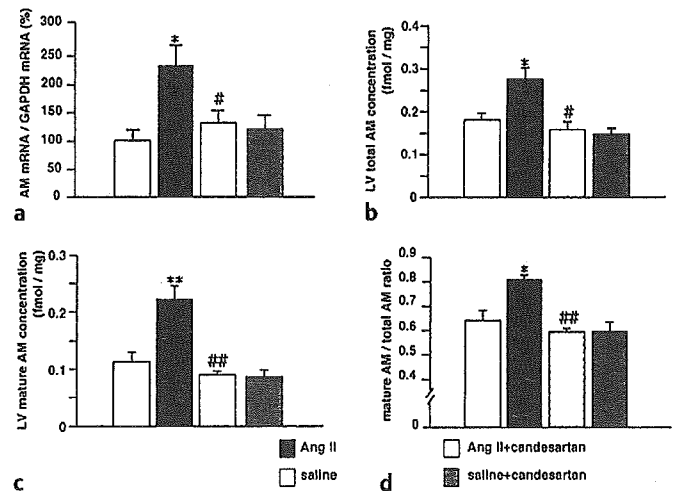 AM mRNA / GAPDH mRNA (%)
300
250
200
150
100
50
0
*
#
a
LV total AM concentration
(fmol / mg)
0.4
0.3
0.2
0.1
0
*
#
b
LV mature AM concentration
(fmol / mg)
0.3
0.2
0.1
0
**
##
c
mature AM / total AM ratio
0.9
0.8
0.7
0.6
0.5
0.4
0
*
##
d
Ang II
saline
Ang II+candesartan
saline+candesartan